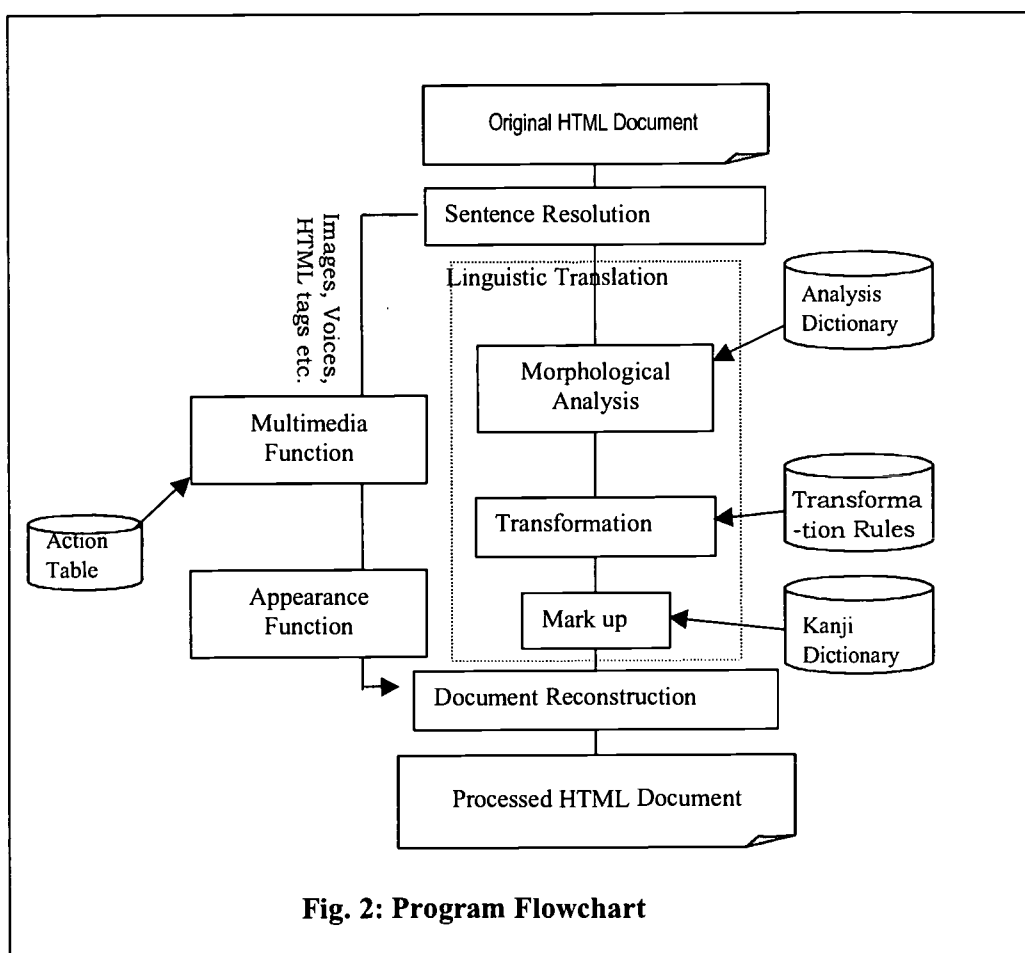 Original HTML Document
Sentence Resolution
Images, Voices,
HTML tags etc.
Linguistic Translation
Analysis
Dictionary
Morphological
Analysis
Multimedia
Function
Transformation
Transforma
-tion Rules
Action
Table
Appearance
Function
Mark up
Kanji
Dictionary
Document Reconstruction
Processed HTML Document
Fig. 2: Program Flowchart